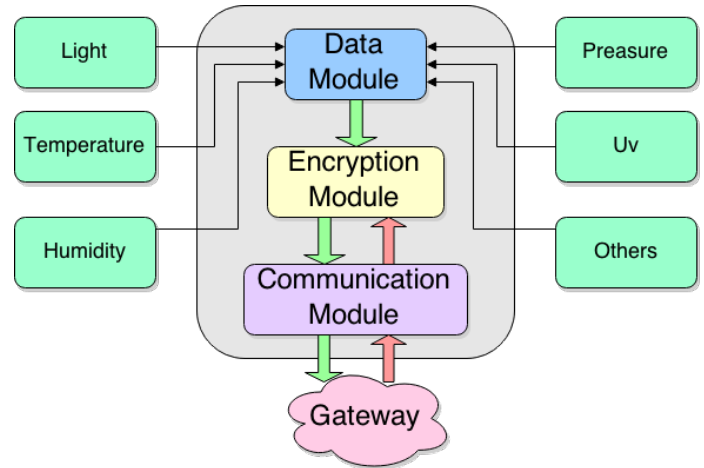 Light
Data
Module
Preasure
Temperature
Encryption
Module
Uv
Humidity
Communication
Module
Others
Gateway